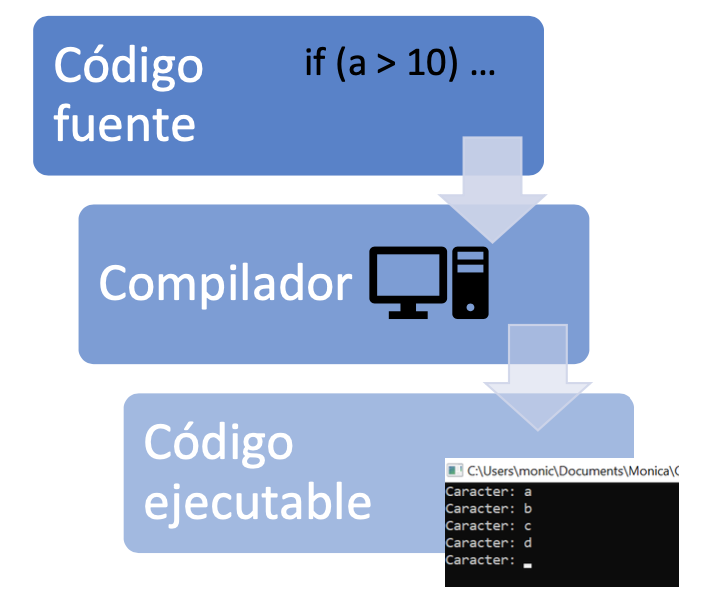 Código
fuente
if (a > 10) ...
Compilador
Código
ejecutable
C:\Users\monic\Documents\Monica\
Caracter: a
Caracter: b
Caracter: c
Caracter: d
Caracter: _